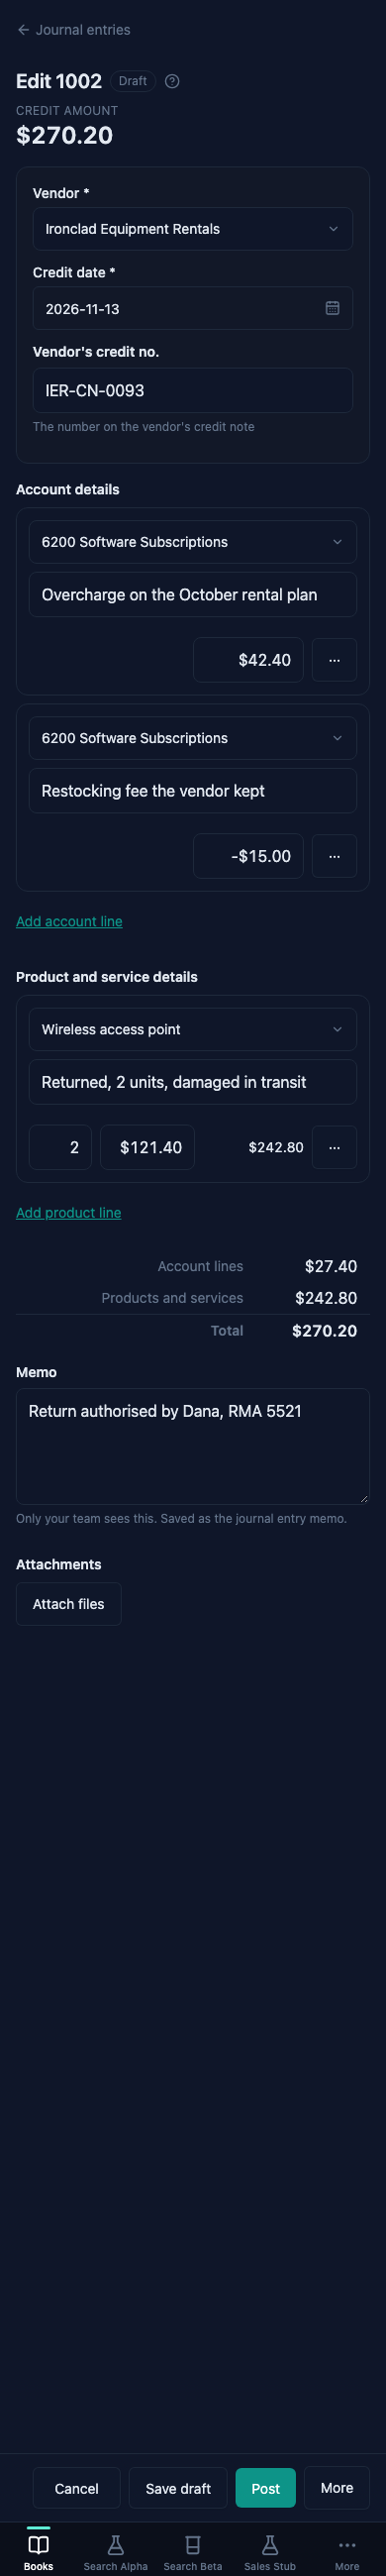 Journal entries
Edit 1002 Draft
CREDIT AMOUNT
$270.20
Vendor *
Ironclad Equipment Rentals
Credit date *
2026-11-13
Vendor's credit no.
IER-CN-0093
The number on the vendor's credit note
Account details
6200 Software Subscriptions
Overcharge on the October rental plan
$42.40 ...
6200 Software Subscriptions
Restocking fee the vendor kept
-$15.00 ...
Add account line
Product and service details
Wireless access point
Returned, 2 units, damaged in transit
2 $121.40 $242.80 ...
Add product line
Account lines $27.40
Products and services $242.80
Total $270.20
Memo
Return authorised by Dana, RMA 5521
Only your team sees this. Saved as the journal entry memo.
Attachments
Attach files
Cancel Save draft Post More
Books Search Alpha Search Beta Sales Stub More